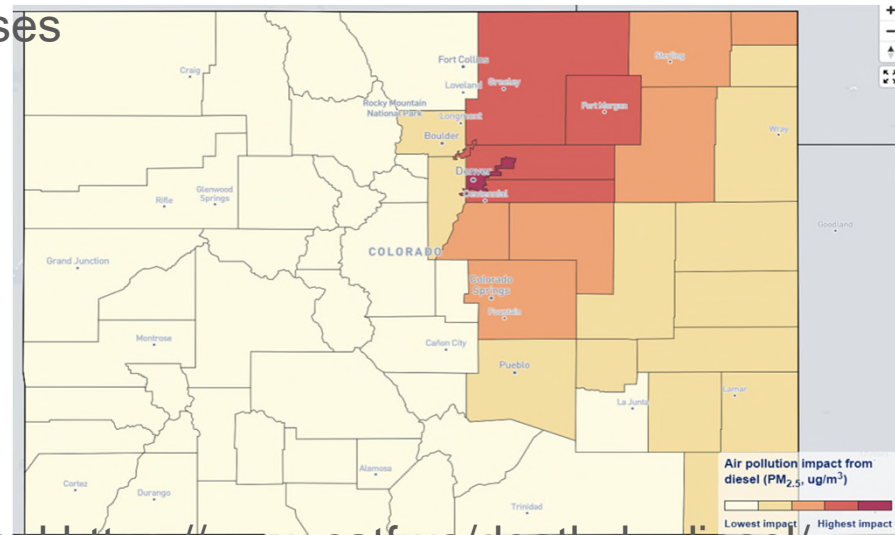 ses
Craig
Fort Collins
Sterling
Loveland
Greeley
Rocky Mountain
National Park
Fort Morgan
Longmont
Boulder
Wray
Denver
Glenwood
Springs
Rifle
Centennial
Goodland
COLORADO
Grand Junction
Colorado
Springs
Fountain
Montrose
Cañon City
Pueblo
Lamar
La Junta
Air pollution impact from
diesel (PM2.5, ug/m3)
Alamosa
Cortez
Durango
Trinidad
Lowest impact Highest impact